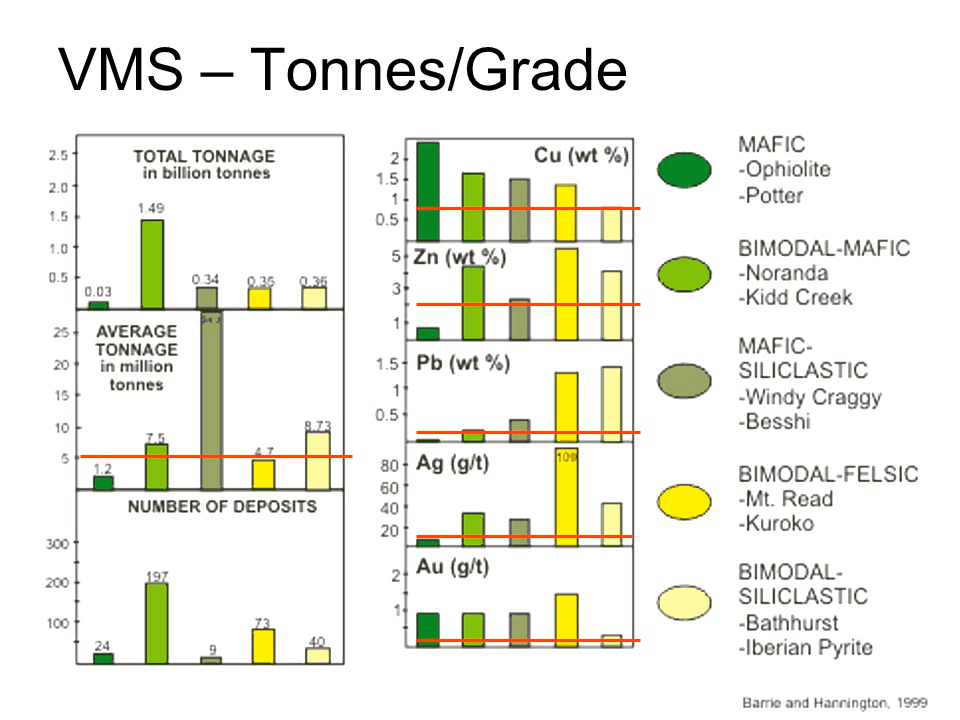 VMS – Tonnes/Grade
TOTAL TONNAGE
in billion tonnes
2.5
2.0
1.5
1.0
0.5
0.03
1.49
0.34
0.35
0.36
AVERAGE
TONNAGE
in million
tonnes
25
20
15
10
5
1.2
7.5
4.7
8.73
NUMBER OF DEPOSITS
300
200
100
24
197
9
73
40
Cu (wt %)
2
1.5
1
0.5
Zn (wt %)
5
3
1
Pb (wt %)
1.5
1
0.5
Ag (g/t)
80
60
40
20
109
Au (g/t)
2
1
MAFIC
-Ophiolite
-Potter
BIMODAL-MAFIC
-Noranda
-Kidd Creek
MAFIC-
SILICLASTIC
-Windy Craggy
-Besshi
BIMODAL-FELSIC
-Mt. Read
-Kuroko
BIMODAL-
SILICLASTIC
-Bathhurst
-Iberian Pyrite
Barrie and Hannington, 1999